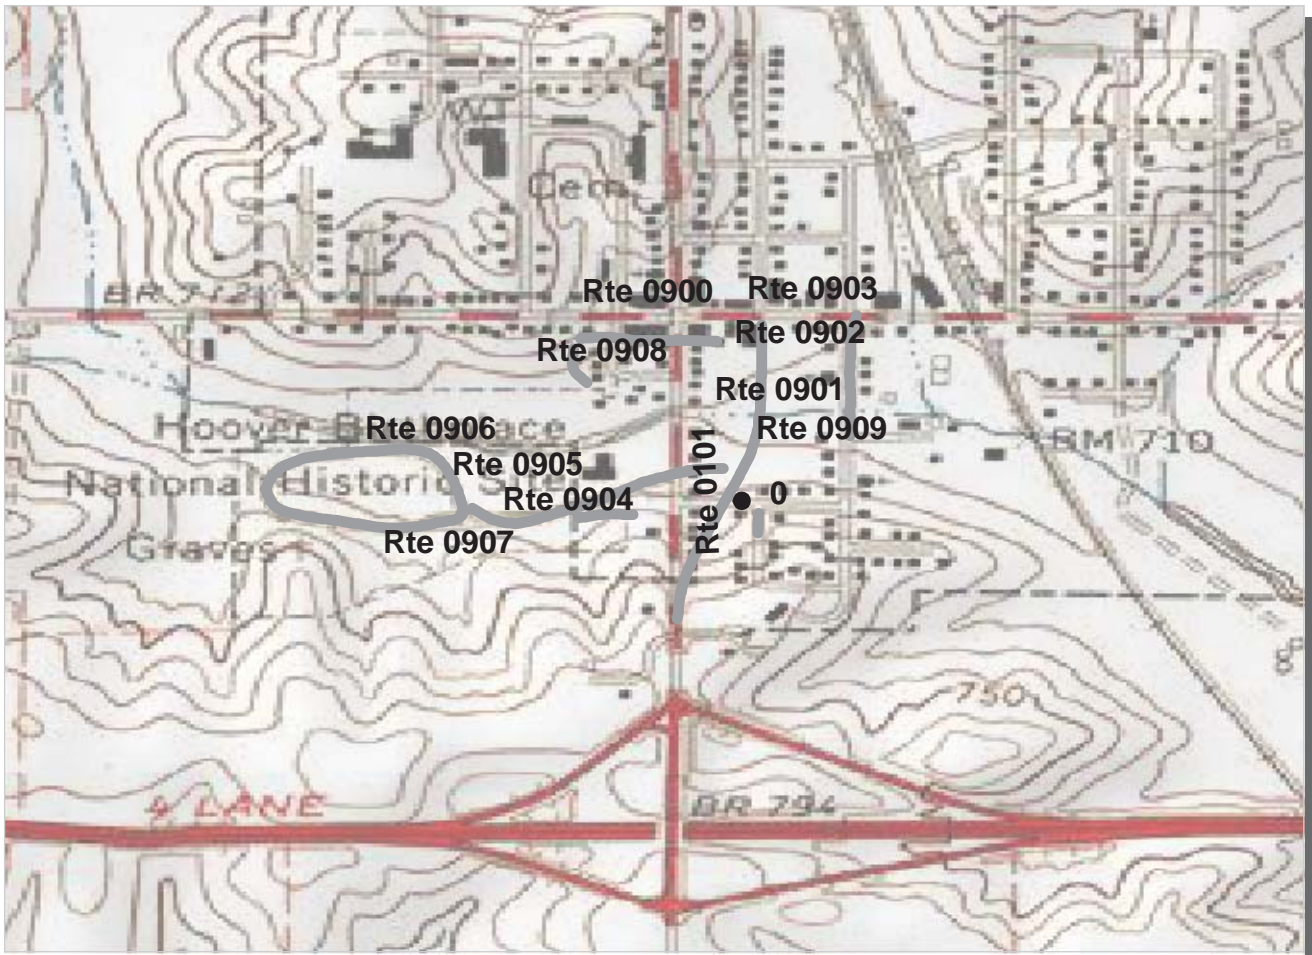 Cem
BR 712
Rte 0900
Rte 0903
Rte 0902
Rte 0908
Rte 0901
Hoover Birthplace
Rte 0906
Rte 0909
BM 710
Rte 0101
National Historic Site
Rte 0905
Rte 0904
0
Graves
Rte 0907
750
4 LANE
BR 794